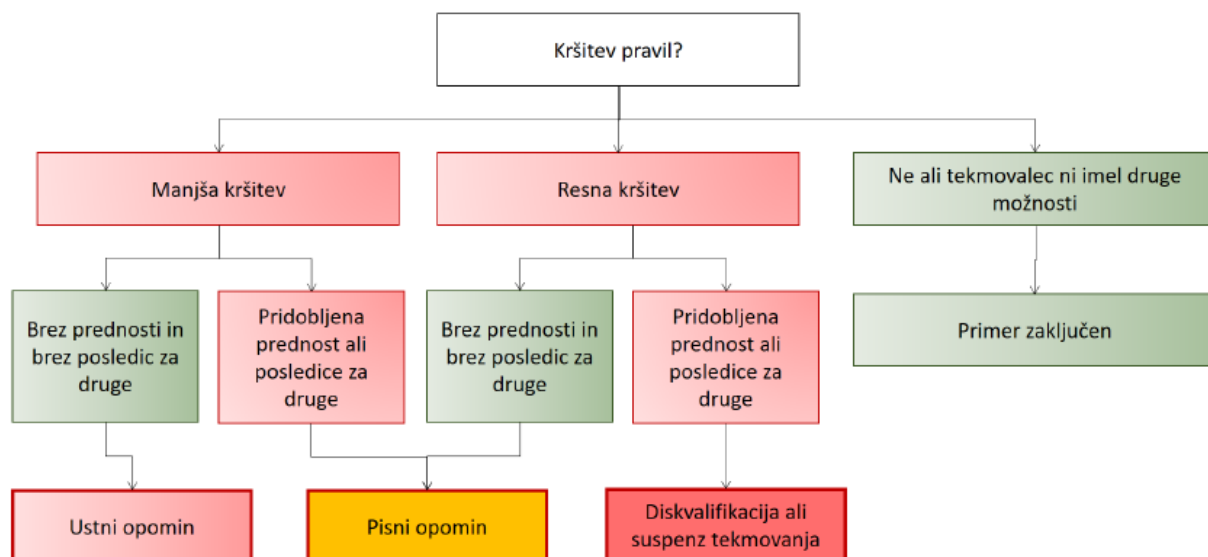 Kršitev pravil?
Manjša kršitev
Resna kršitev
Ne ali tekmovalec ni imel druge
možnosti
Brez prednosti in
brez posledic za
druge
Pridobljena
prednost ali
posledice za
druge
Brez prednosti in
brez posledic za
druge
Pridobljena
prednost ali
posledice za
druge
Primer zaključen
Ustni opomin
Pisni opomin
Diskvalifikacija ali
suspenz tekmovanja